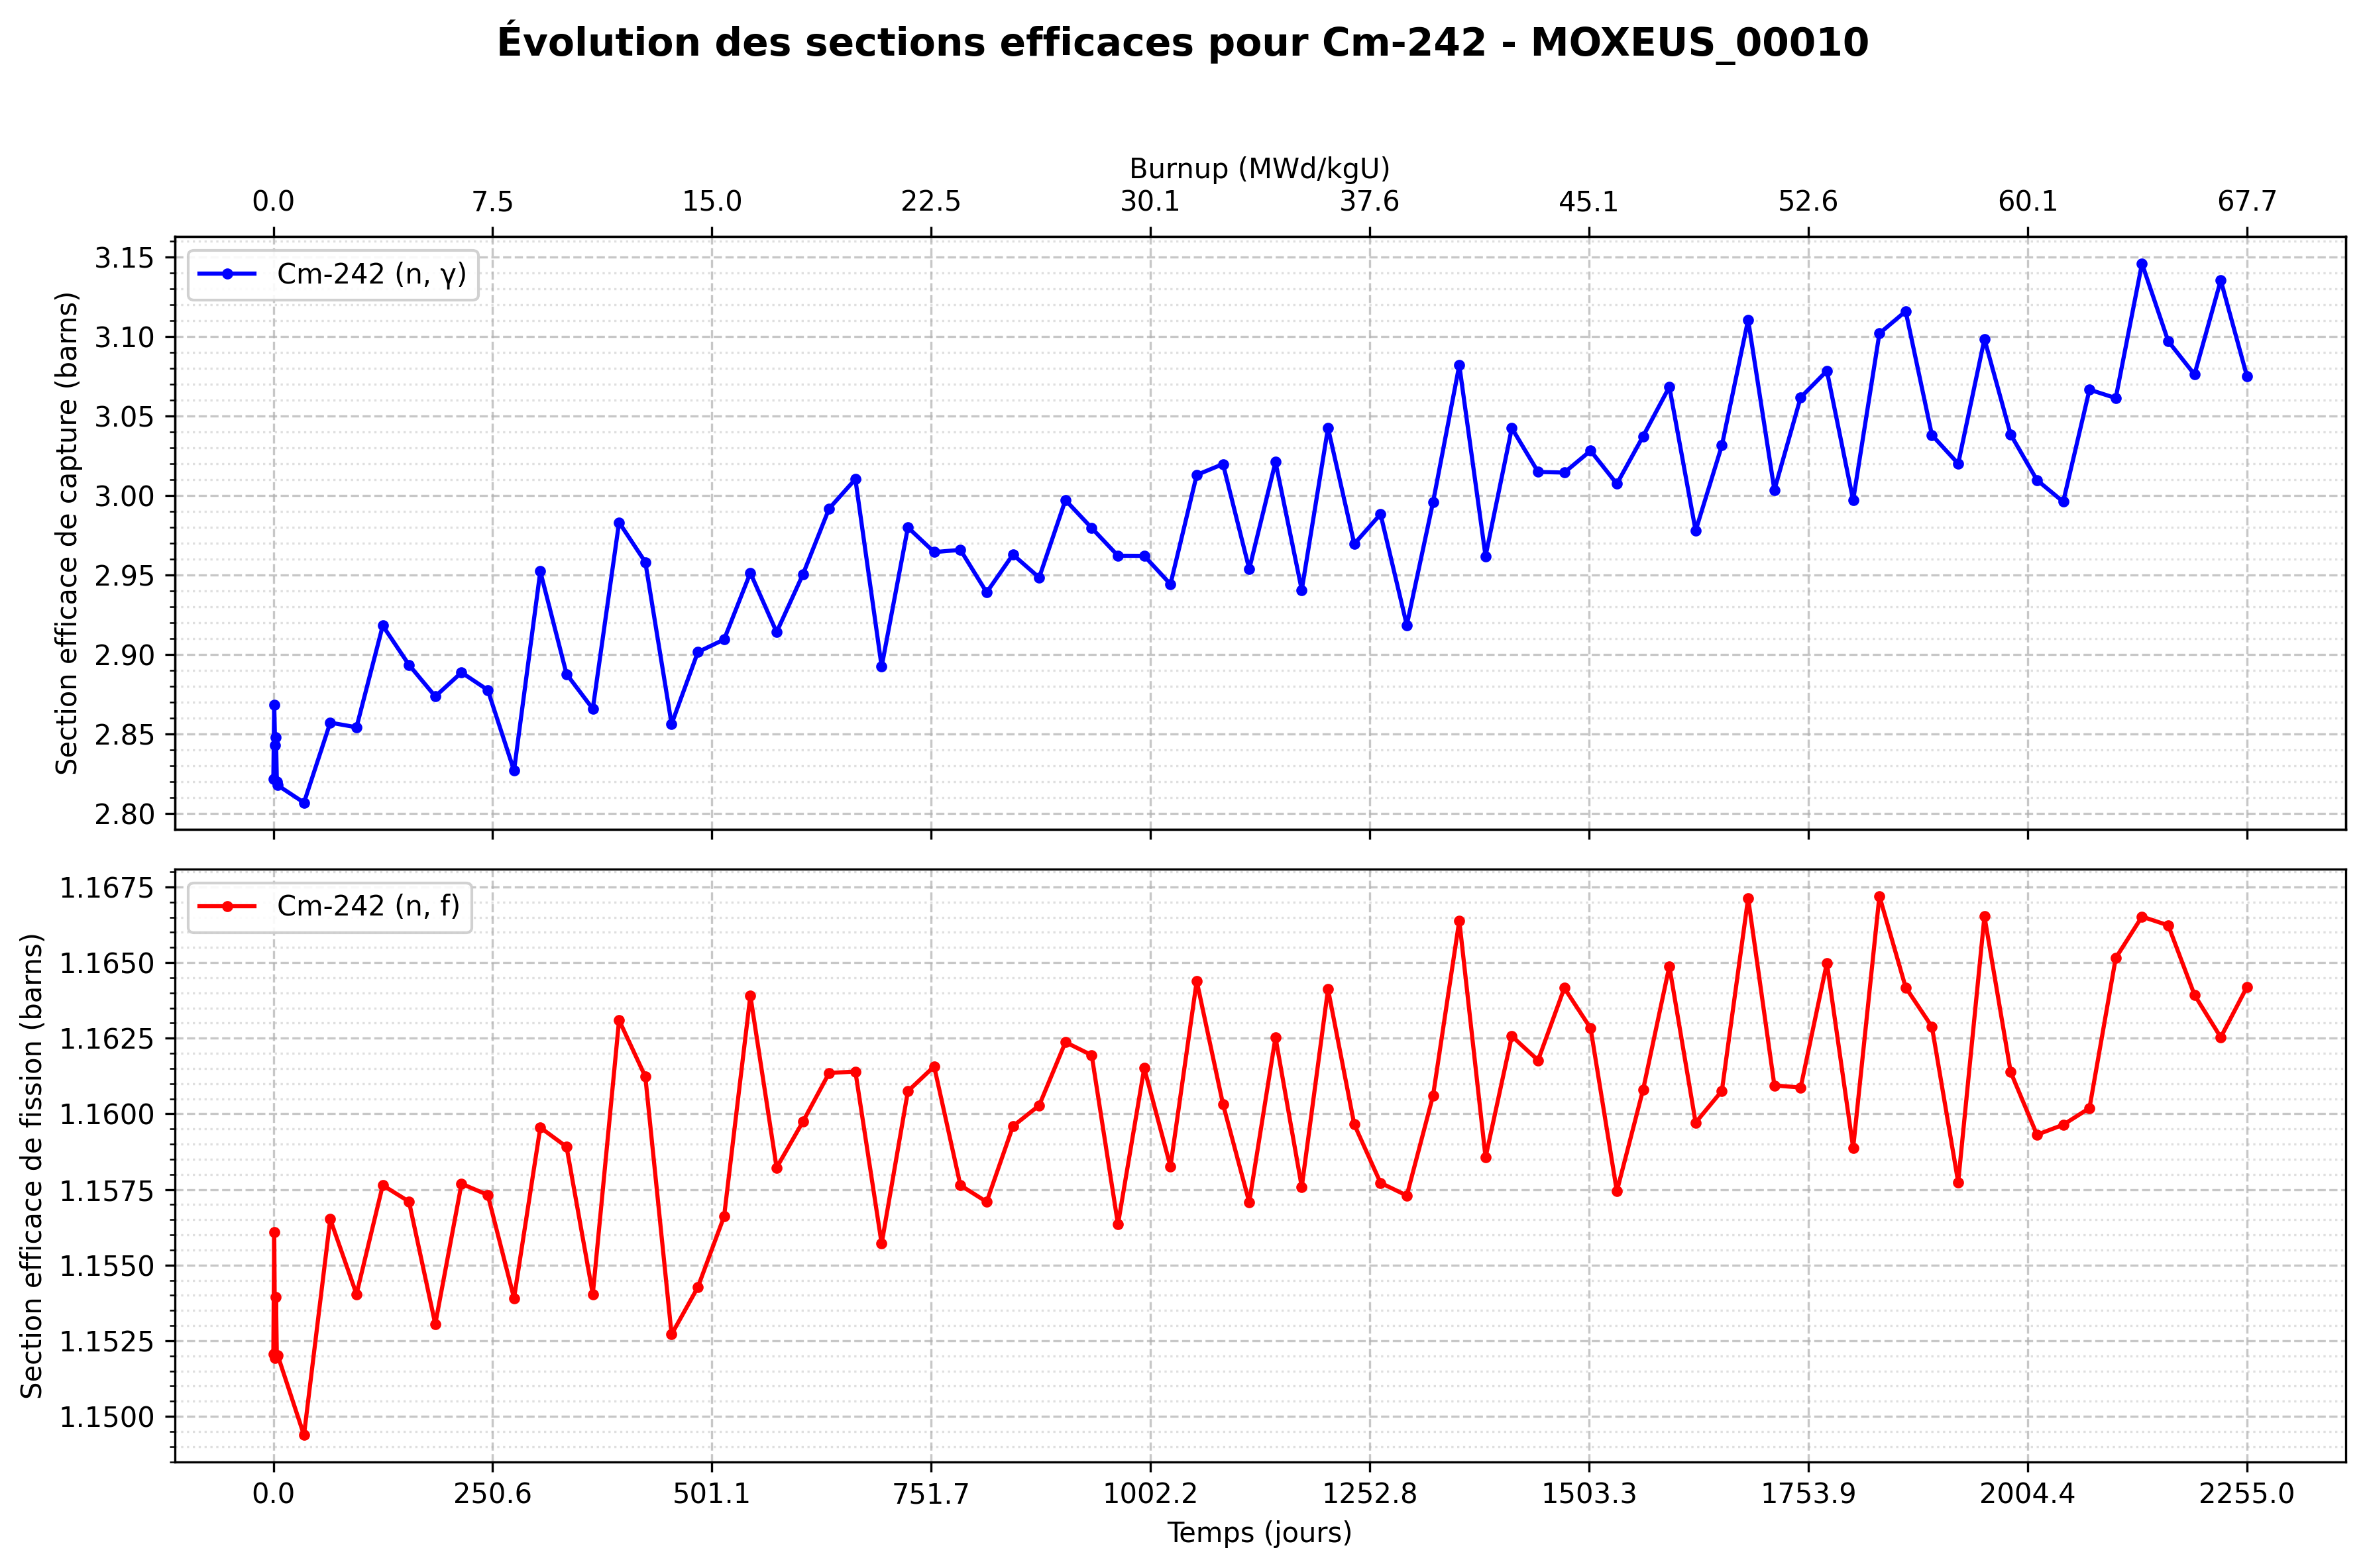 Évolution des sections efficaces pour Cm-242 - MOXEUS_00010
Burnup (MWd/kgU)
0.0 7.5 15.0 22.5 30.1 37.6 45.1 52.6 60.1 67.7
Cm-242 (n, γ)
Section efficace de capture (barns)
3.15
3.10
3.05
3.00
2.95
2.90
2.85
2.80
Cm-242 (n, f)
Section efficace de fission (barns)
1.1675
1.1650
1.1625
1.1600
1.1575
1.1550
1.1525
1.1500
0.0 250.6 501.1 751.7 1002.2 1252.8 1503.3 1753.9 2004.4 2255.0
Temps (jours)